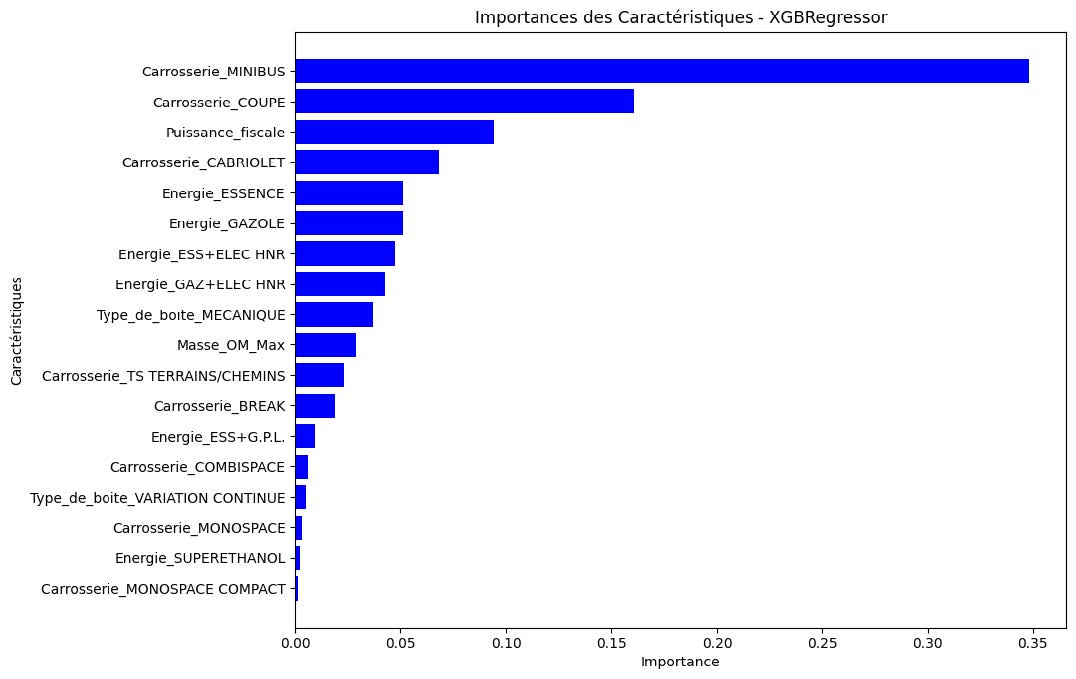 Importances des Caractéristiques - XGBRegressor
Caractéristiques
Carrosserie_MINIBUS
Carrosserie_COUPE
Puissance_fiscale
Carrosserie_CABRIOLET
Energie_ESSENCE
Energie_GAZOLE
Energie_ESS+ELEC HNR
Energie_GAZ+ELEC HNR
Type_de_boite_MECANIQUE
Masse_OM_Max
Carrosserie_TS TERRAINS/CHEMINS
Carrosserie_BREAK
Energie_ESS+G.P.L.
Carrosserie_COMBISPACE
Type_de_boite_VARIATION CONTINUE
Carrosserie_MONOSPACE
Energie_SUPERETHANOL
Carrosserie_MONOSPACE COMPACT
0.00 0.05 0.10 0.15 0.20 0.25 0.30 0.35
Importance